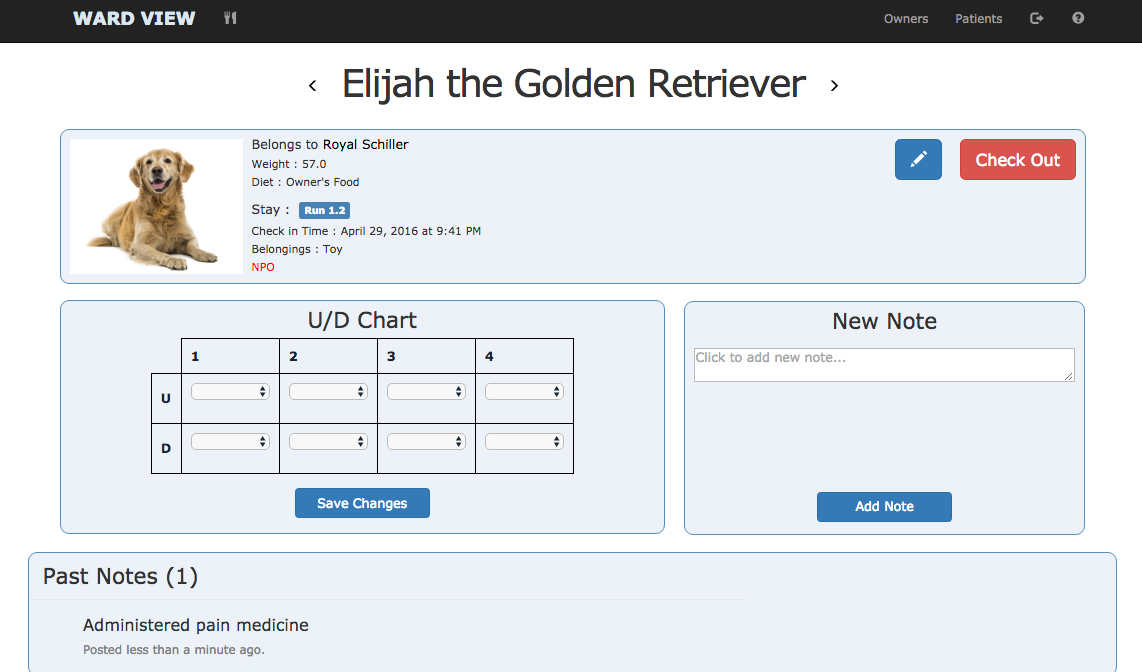 WARD VIEW
Owners Patients
‹ Elijah the Golden Retriever ›
Belongs to Royal Schiller
Weight : 57.0
Diet : Owner's Food
Check Out
Stay : Run 1.2
Check in Time : April 29, 2016 at 9:41 PM
Belongings : Toy
NPO
U/D Chart
1 2 3 4
U
D
Save Changes
New Note
Click to add new note...
Add Note
Past Notes (1)
Administered pain medicine
Posted less than a minute ago.